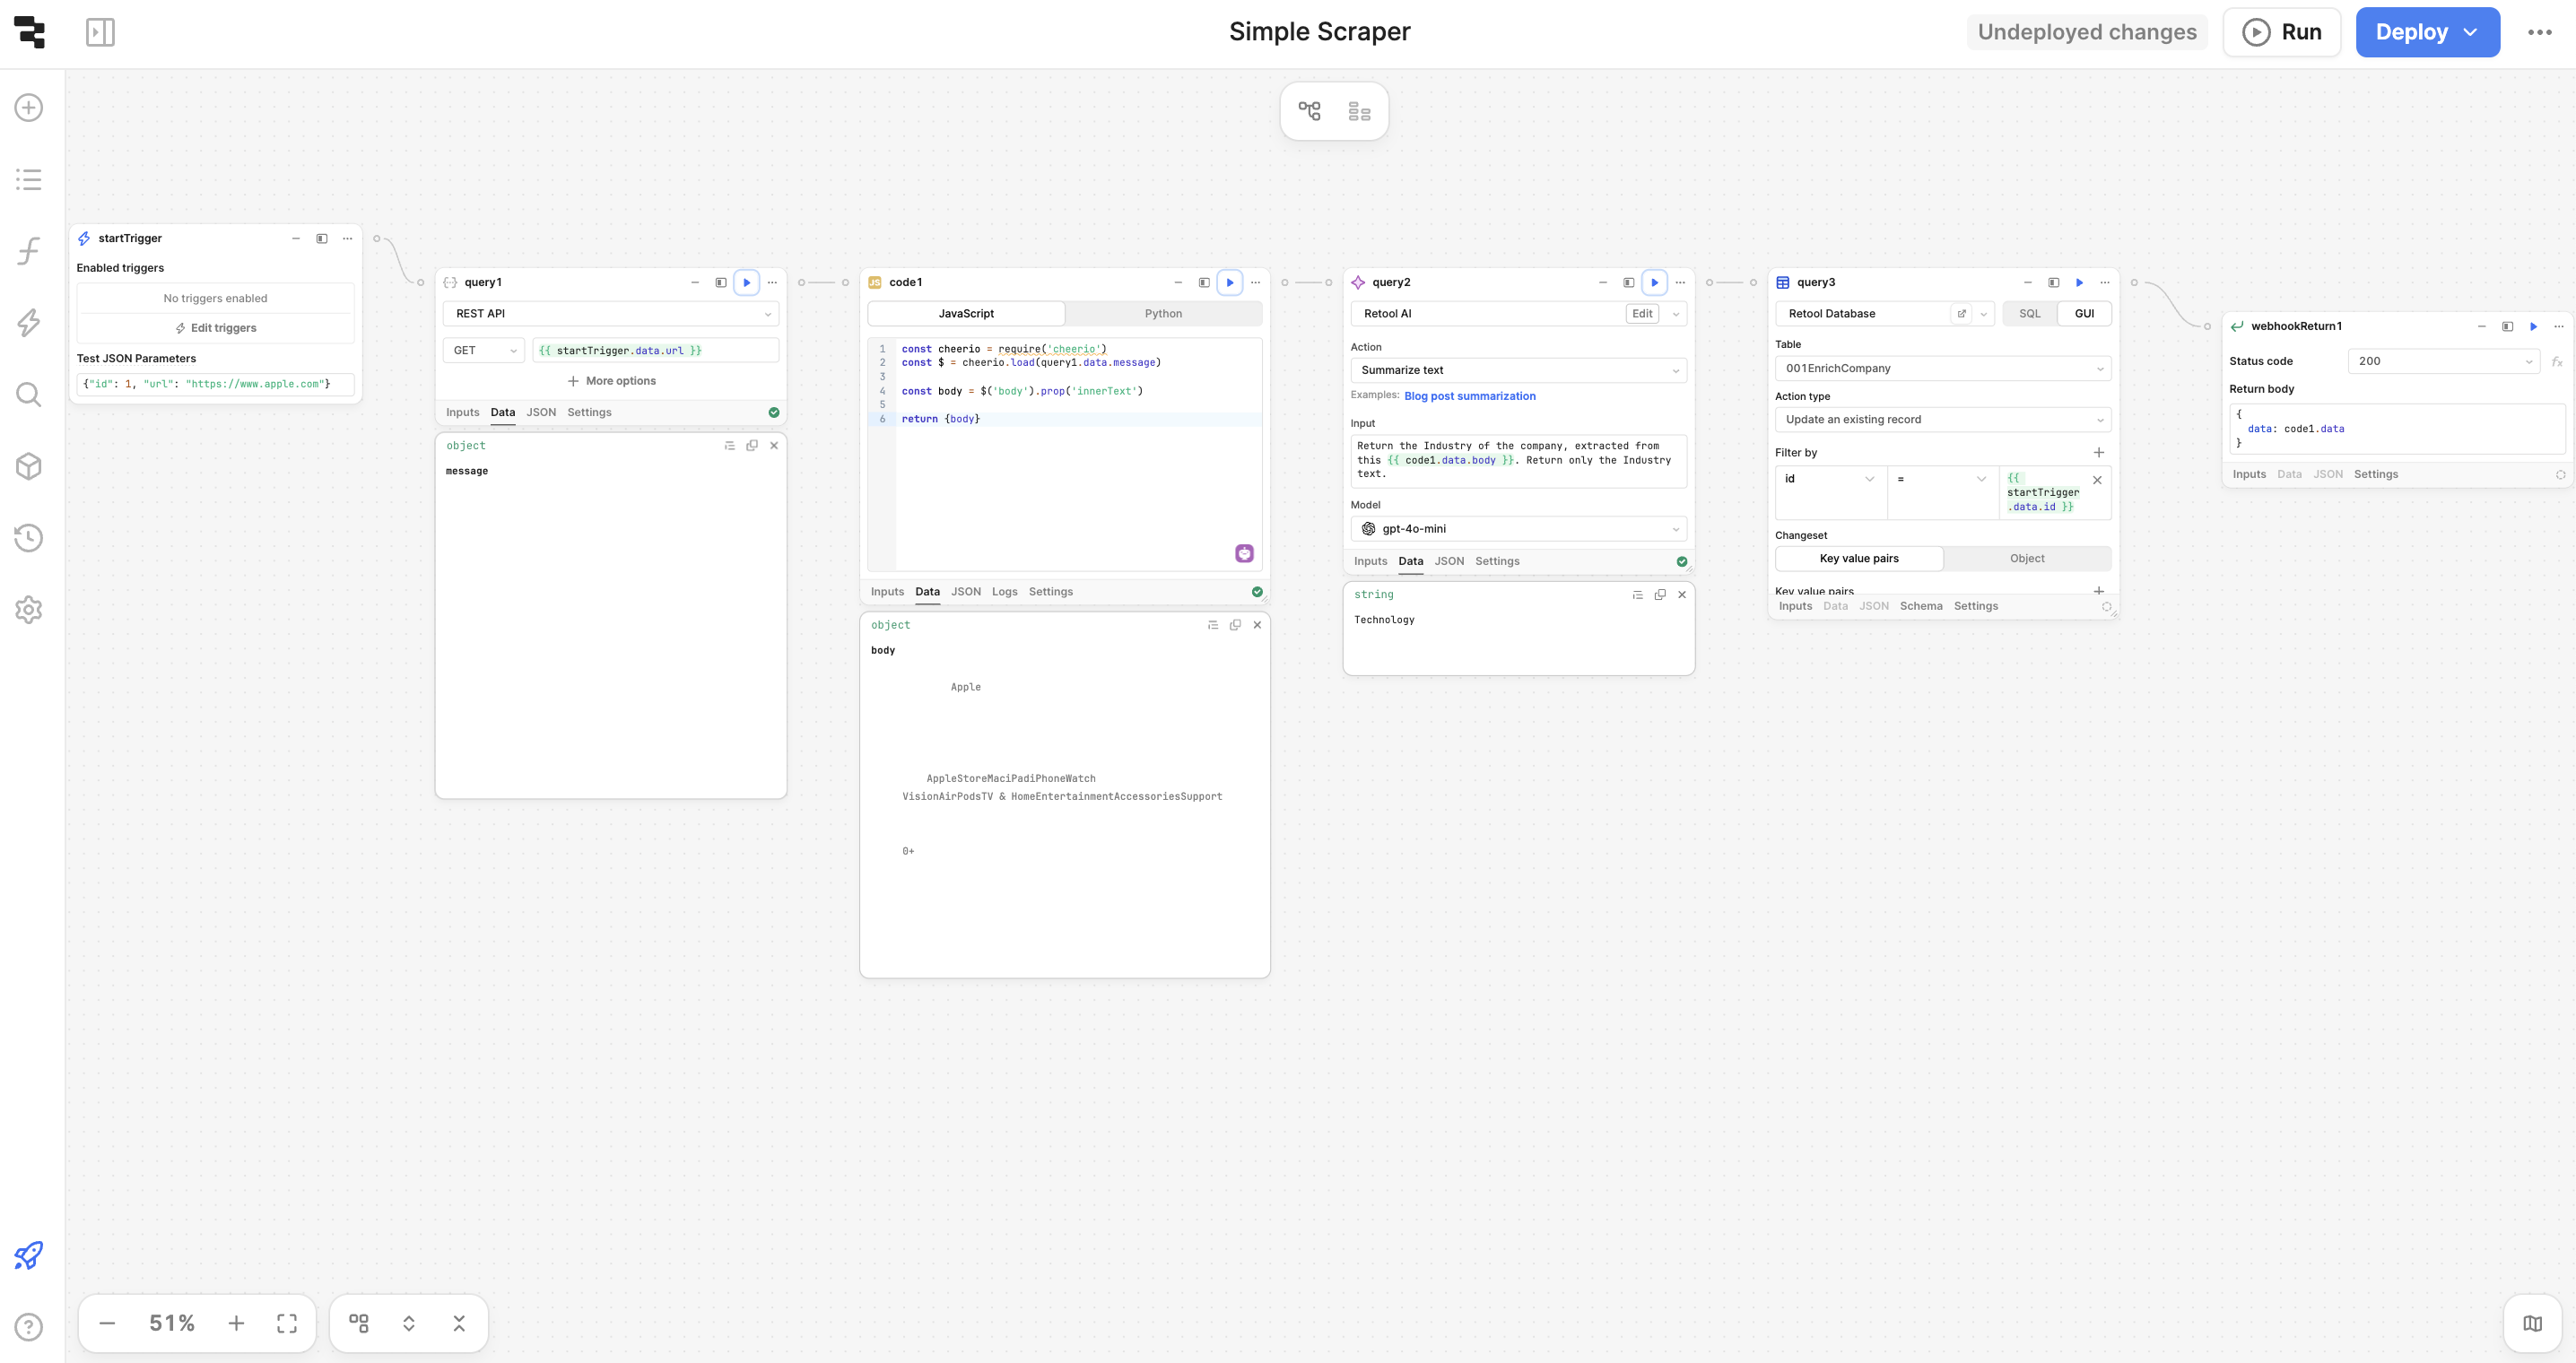 Simple Scraper
Undeployed changes
Run
Deploy
startTrigger
Enabled triggers
No triggers enabled
Edit triggers
Test JSON Parameters
{"id": 1, "url": "https://www.apple.com"}
query1
REST API
GET
{{ startTrigger.data.url }}
More options
Inputs Data JSON Settings
object
message
JS code1
JavaScript Python
1 const cheerio = require('cheerio')
2 const $ = cheerio.load(query1.data.message)
3
4 const body = $('body').prop('innerText')
5
6 return {body}
Inputs Data JSON Logs Settings
object
body
Apple
AppleStoreMaciPadiPhoneWatch
VisionAirPodsTV & HomeEntertainmentAccessoriesSupport
0+
query2
Retool AI Edit
Action
Summarize text
Examples: Blog post summarization
Input
Return the Industry of the company, extracted from
this {{ code1.data.body }}. Return only the Industry
text.
Model
gpt-4o-mini
Inputs Data JSON Settings
string
Technology
query3
Retool Database SQL GUI
Table
001EnrichCompany
Action type
Update an existing record
Filter by
id = {{
startTrigger
.data.id }}
Changeset
Key value pairs Object
Key value pairs
Inputs Data JSON Schema Settings
webhookReturn1
Status code 200 fx
Return body
{
data: code1.data
}
Inputs Data JSON Settings
51%